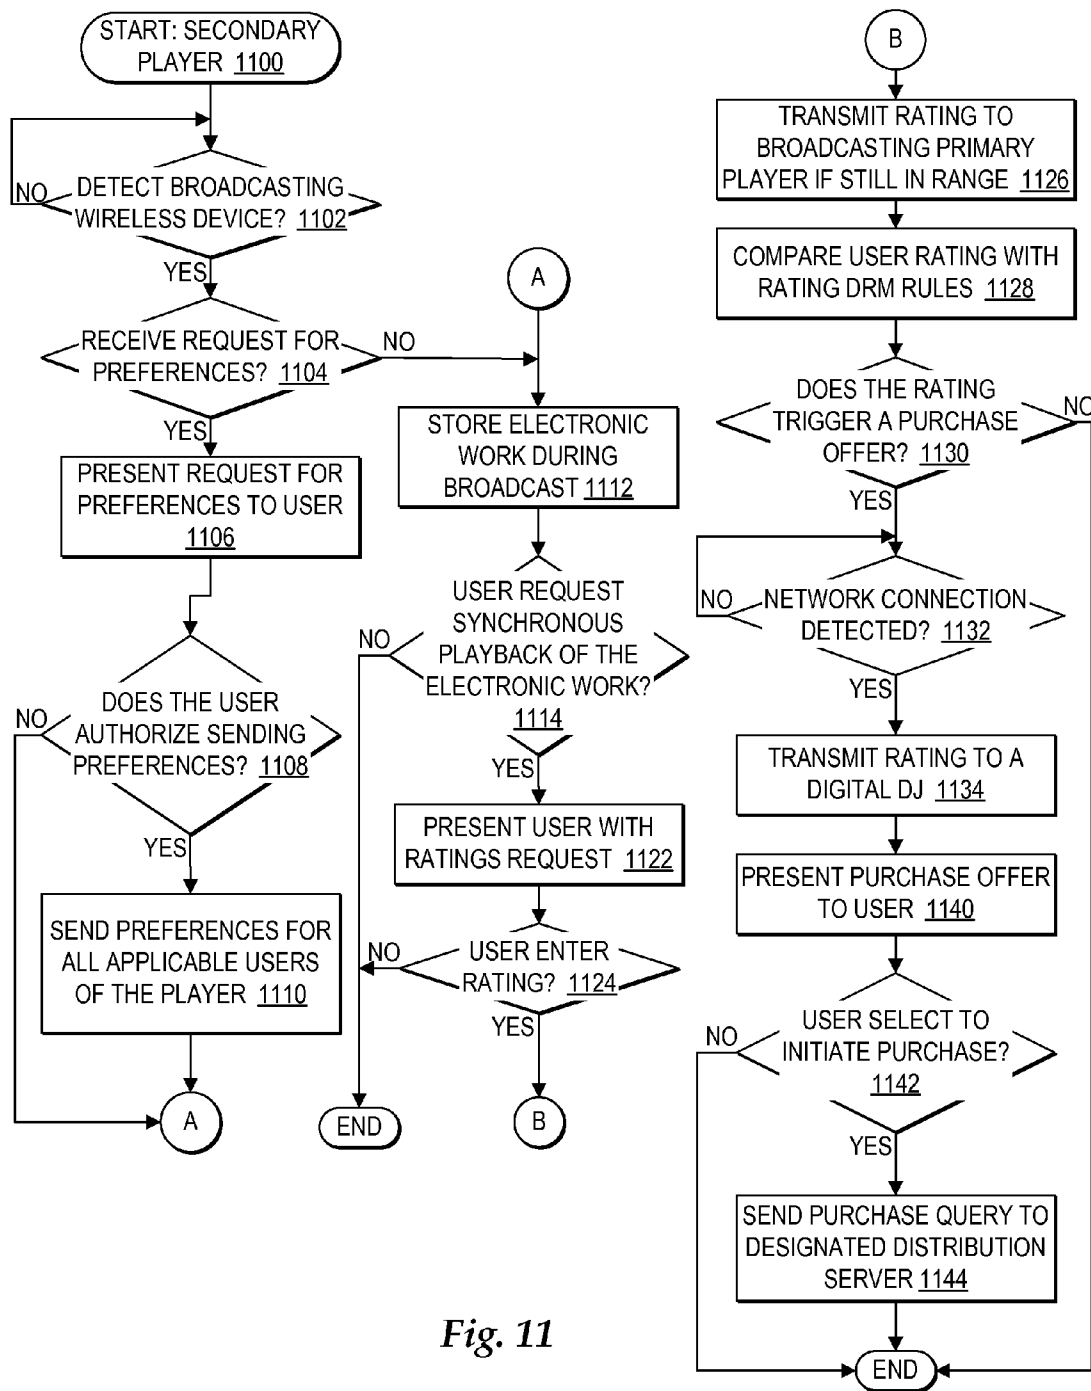 START: SECONDARY
PLAYER 1100
NO
DETECT BROADCASTING
WIRELESS DEVICE? 1102
YES
RECEIVE REQUEST FOR
PREFERENCES? 1104
NO
YES
PRESENT REQUEST FOR
PREFERENCES TO USER
1106
NO
DOES THE USER
AUTHORIZE SENDING
PREFERENCES? 1108
YES
SEND PREFERENCES FOR
ALL APPLICABLE USERS
OF THE PLAYER 1110
A
A
STORE ELECTRONIC
WORK DURING
BROADCAST 1112
NO
USER REQUEST
SYNCHRONOUS
PLAYBACK OF THE
ELECTRONIC WORK?
1114
YES
PRESENT USER WITH
RATINGS REQUEST 1122
NO
USER ENTER
RATING? 1124
YES
END
B
B
TRANSMIT RATING TO
BROADCASTING PRIMARY
PLAYER IF STILL IN RANGE 1126
COMPARE USER RATING WITH
RATING DRM RULES 1128
DOES THE RATING
TRIGGER A PURCHASE
OFFER? 1130
NO
YES
NO
NETWORK CONNECTION
DETECTED? 1132
YES
TRANSMIT RATING TO A
DIGITAL DJ 1134
PRESENT PURCHASE OFFER
TO USER 1140
NO
USER SELECT TO
INITIATE PURCHASE?
1142
YES
SEND PURCHASE QUERY TO
DESIGNATED DISTRIBUTION
SERVER 1144
END
Fig. 11